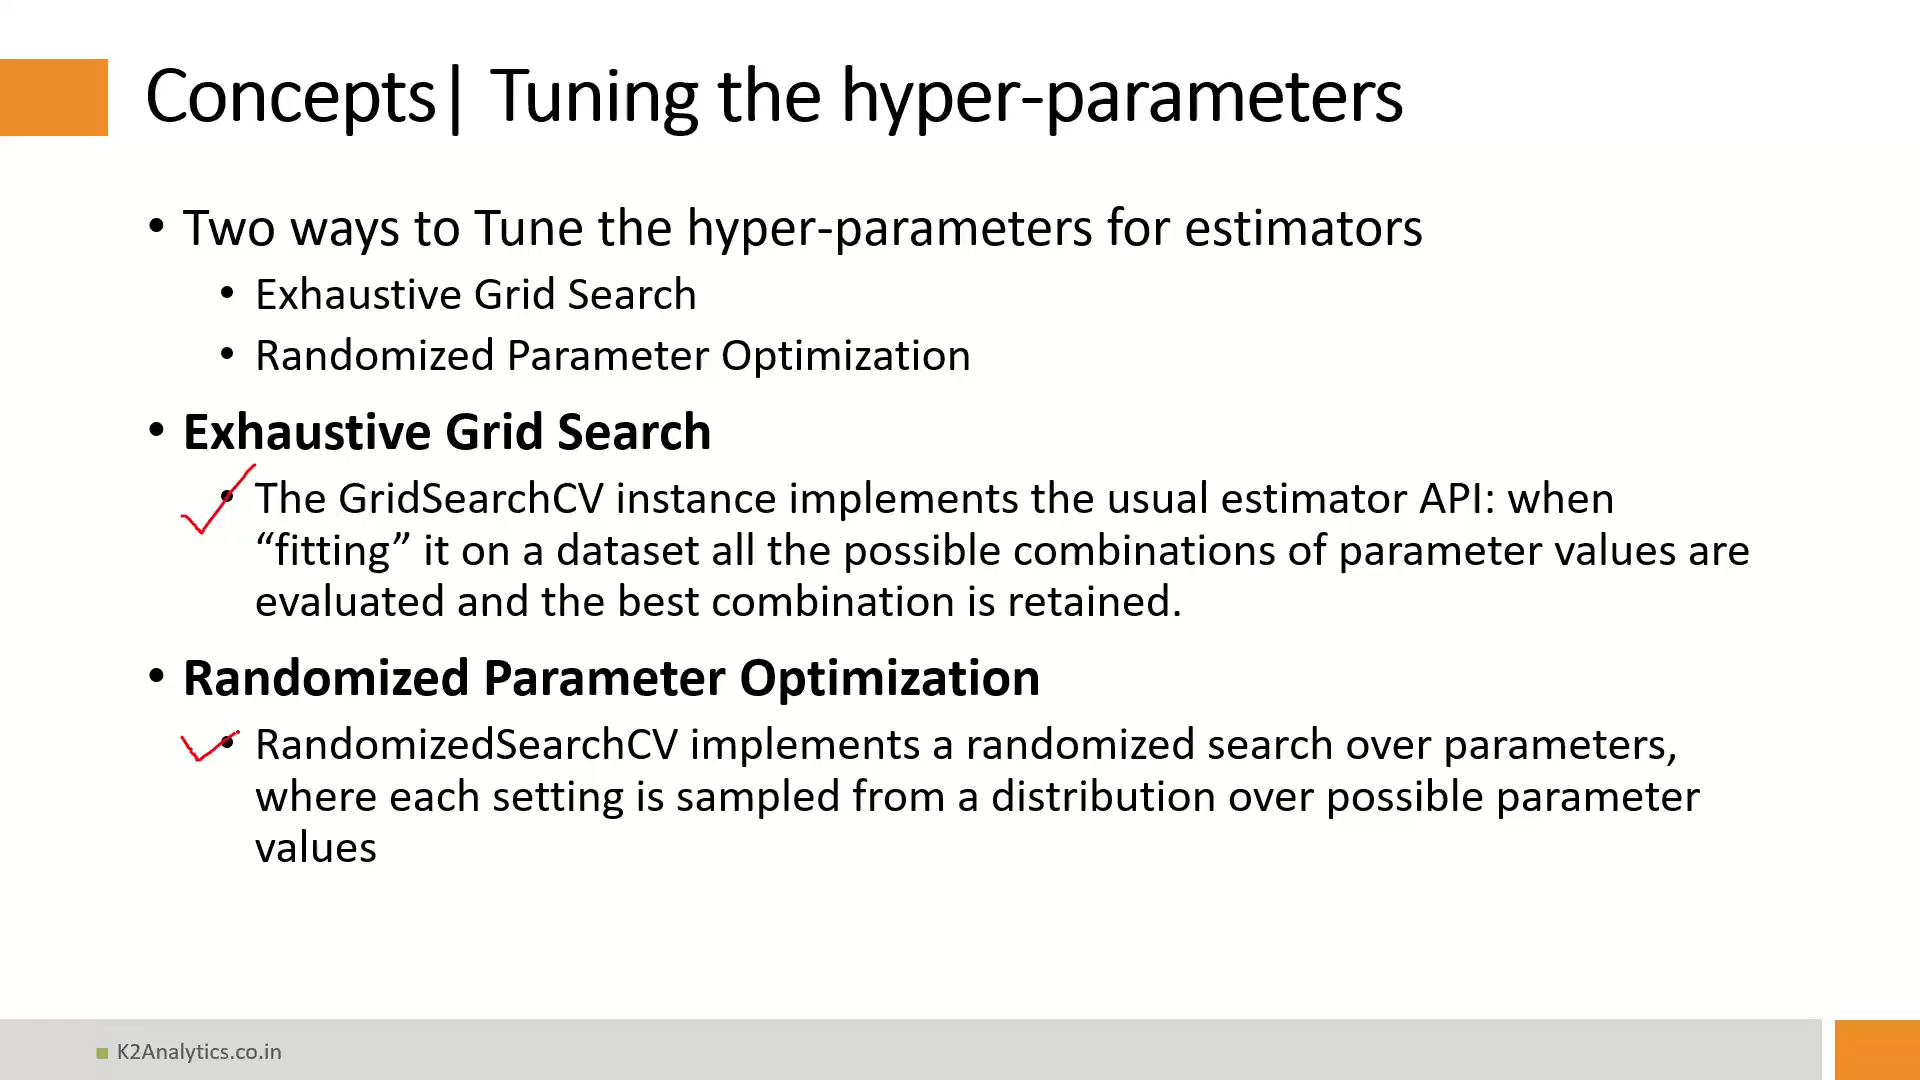 Concepts| Tuning the hyper-parameters
• Two ways to Tune the hyper-parameters for estimators
• Exhaustive Grid Search
• Randomized Parameter Optimization
• Exhaustive Grid Search
• The GridSearchCV instance implements the usual estimator API: when
“fitting” it on a dataset all the possible combinations of parameter values are
evaluated and the best combination is retained.
• Randomized Parameter Optimization
• RandomizedSearchCV implements a randomized search over parameters,
where each setting is sampled from a distribution over possible parameter
values
K2Analytics.co.in